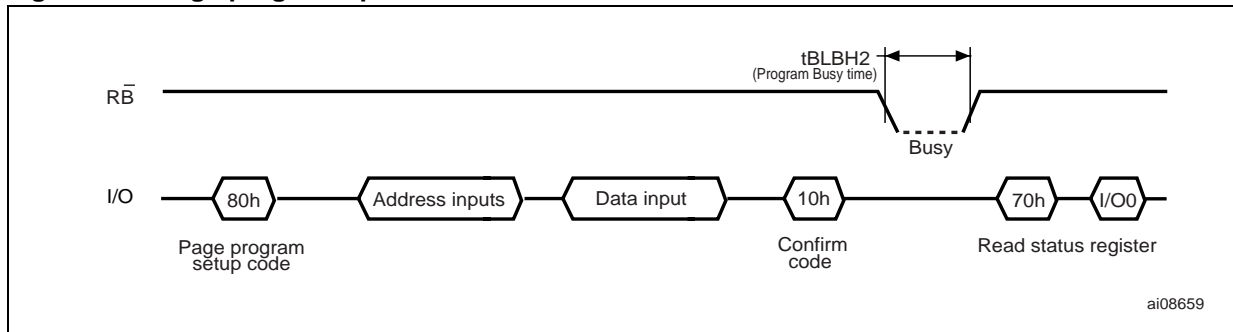 tBLBH2
(Program Busy time)
RB̅
Busy
I/O
80h
Address inputs
Data input
10h
70h
I/O0
Page program
setup code
Confirm
code
Read status register
ai08659